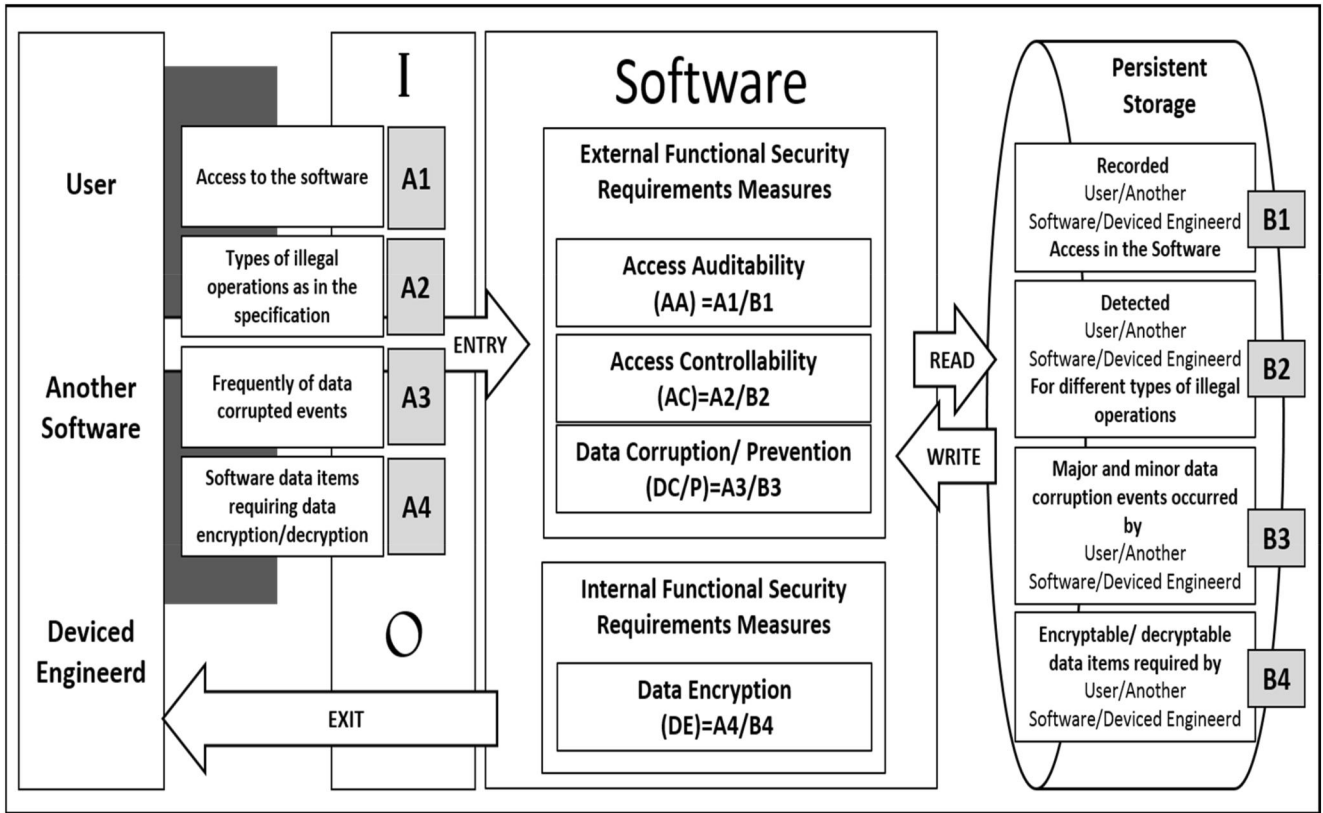 User
Another
Software
Deviced
Engineerd
I
O
Access to the software
A1
Types of illegal
operations as in the
specification
A2
Frequently of data
corrupted events
A3
Software data items
requiring data
encryption/decryption
A4
ENTRY
EXIT
Software
External Functional Security
Requirements Measures
Access Auditability
(AA) =A1/B1
Access Controllability
(AC)=A2/B2
Data Corruption/ Prevention
(DC/P)=A3/B3
Internal Functional Security
Requirements Measures
Data Encryption
(DE)=A4/B4
READ
WRITE
Persistent
Storage
Recorded
User/Another
Software/Deviced Engineerd
Access in the Software
B1
Detected
User/Another
Software/Deviced Engineerd
For different types of illegal
operations
B2
Major and minor data
corruption events occurred
by
User/Another
Software/Deviced Engineerd
B3
Encryptable/ decryptable
data items required by
User/Another
Software/Deviced Engineerd
B4